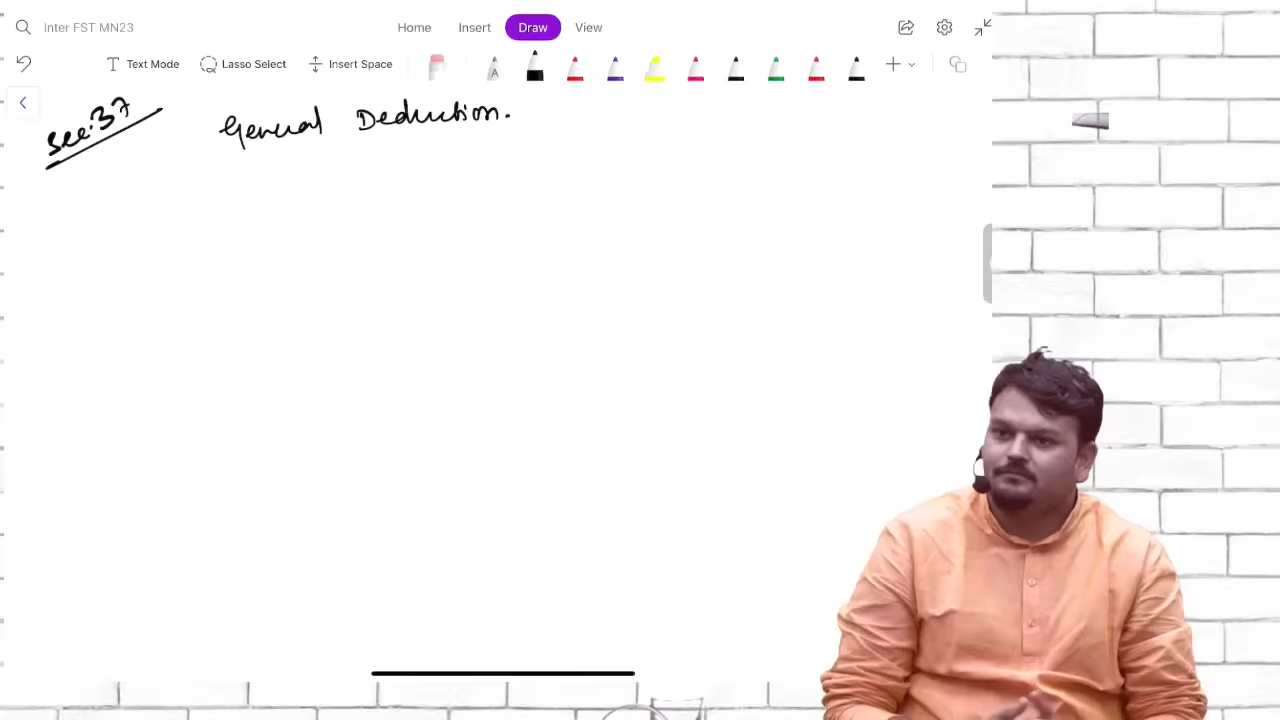 Inter FST MN23
Home Insert Draw View
Text Mode Lasso Select Insert Space
A
Sec.37 General Deduction.